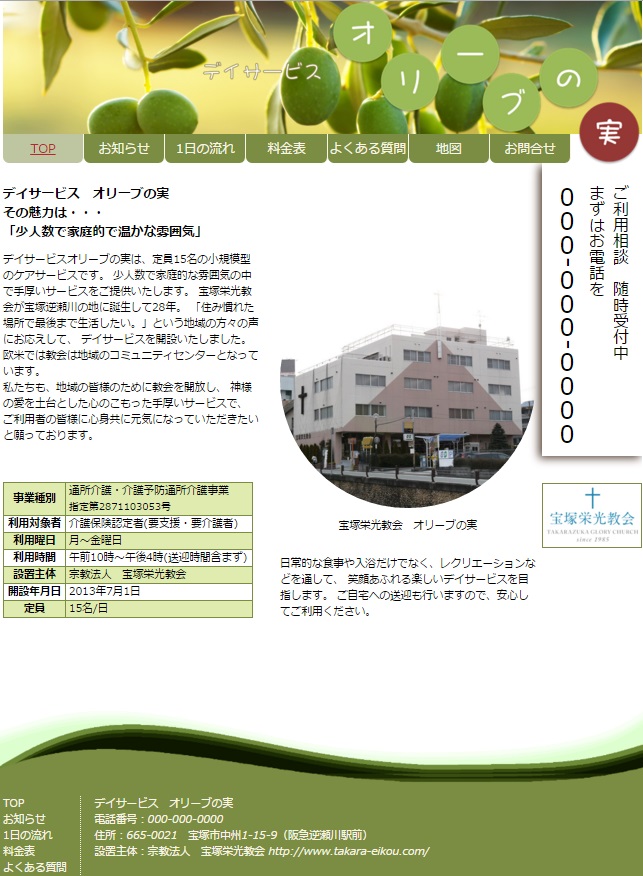 デイサービス オリーブの実
TOP お知らせ 1日の流れ 料金表 よくある質問 地図 お問合せ
デイサービス　オリーブの実
その魅力は・・・
「少人数で家庭的で温かな雰囲気」
デイサービスオリーブの実は、定員15名の小規模型
のケアサービスです。 少人数で家庭的な雰囲気の中
で手厚いサービスをご提供いたします。 宝塚栄光教
会が宝塚逆瀬川の地に誕生して28年。 「住み慣れた
場所で最後まで生活したい。」という地域の方々の声
にお応えして、 デイサービスを開設いたしました。
欧米では教会は地域のコミュニティセンターとなって
います。
私たちも、地域の皆様のために教会を開放し、 神様
の愛を土台とした心のこもった手厚いサービスで、
ご利用者の皆様に心身共に元気になっていただきたい
と願っております。
事業種別 通所介護・介護予防通所介護事業
指定第2871103053号
利用対象者 介護保険認定者(要支援・要介護者)
利用曜日 月～金曜日
利用時間 午前10時～午後4時(送迎時間含まず)
設置主体 宗教法人　宝塚栄光教会
開設年月日 2013年7月1日
定員 15名/日
宝塚栄光教会　オリーブの実
日常的な食事や入浴だけでなく、レクリエーションな
どを通して、 笑顔あふれる楽しいデイサービスを目
指します。 ご自宅への送迎も行いますので、安心し
てご利用ください。
ご利用相談　随時受付中
まずはお電話を
000-000-0000
宝塚栄光教会
TAKARAZUKA GLORY CHURCH
since 1985
TOP
お知らせ
1日の流れ
料金表
よくある質問
デイサービス　オリーブの実
電話番号：000-000-0000
住所：665-0021　宝塚市中州1-15-9（阪急逆瀬川駅前）
設置主体：宗教法人　宝塚栄光教会 http://www.takara-eikou.com/